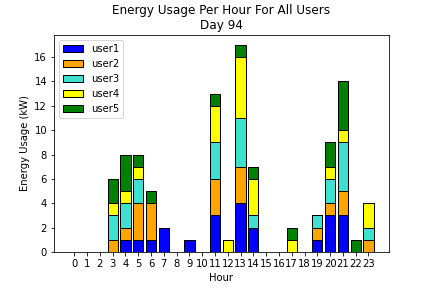 Energy Usage Per Hour For All Users
Day 94
user1
user2
user3
user4
user5
Energy Usage (kW)
16
14
12
10
8
6
4
2
0
0 1 2 3 4 5 6 7 8 9 10 11 12 13 14 15 16 17 18 19 20 21 22 23
Hour